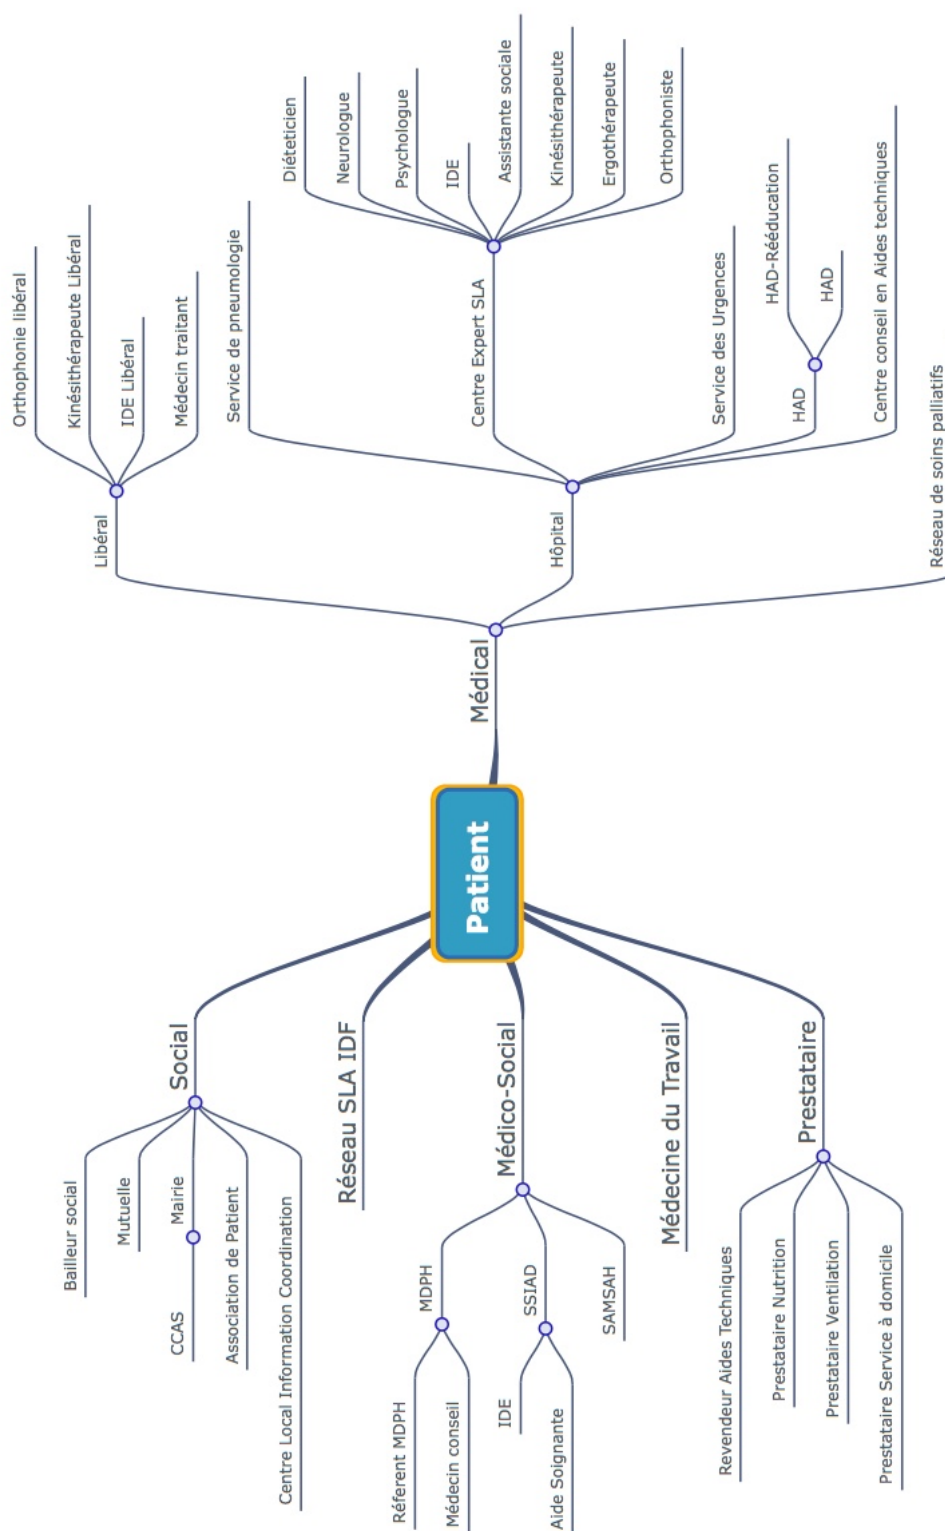 Patient
Médical
Libéral
Orthophonie libéral
Kinésithérapeute Libéral
IDE Libéral
Médecin traitant
Hôpital
Service de pneumologie
Centre Expert SLA
Diéteticien
Neurologue
Psychologue
IDE
Assistante sociale
Kinésithérapeute
Ergothérapeute
Orthophoniste
Service des Urgences
HAD
HAD-Rééducation
HAD
Centre conseil en Aides techniques
Réseau de soins palliatifs
Social
Bailleur social
Mutuelle
Mairie
CCAS
Association de Patient
Centre Local Information Coordination
Réseau SLA IDF
Médico-Social
MDPH
Réferent MDPH
Médecin conseil
SSIAD
IDE
Aide Soignante
SAMSAH
Médecine du Travail
Prestataire
Revendeur Aides Techniques
Prestataire Nutrition
Prestataire Ventilation
Prestataire Service à domicile